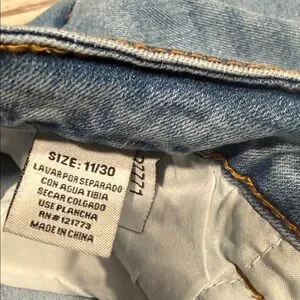 SIZE: 11/30
LAVAR POR SEPARADO
CON AGUA TIBIA
SECAR COLGADO
USE PLANCHA
RN# 121773
MADE IN CHINA